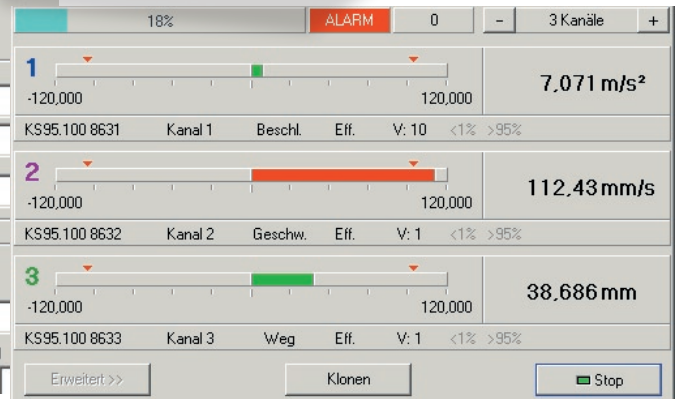 18% ALARM 0 - 3 Kanäle +
1 7,071 m/s²
-120,000 120,000
KS95.100 8631 Kanal 1 Beschl. Eff. V: 10 <1% >95%
2 112,43 mm/s
-120,000 120,000
KS95.100 8632 Kanal 2 Geschw. Eff. V: 1 <1% >95%
3 38,686 mm
-120,000 120,000
KS95.100 8633 Kanal 3 Weg Eff. V: 1 <1% >95%
Erweitert >> Klonen Stop